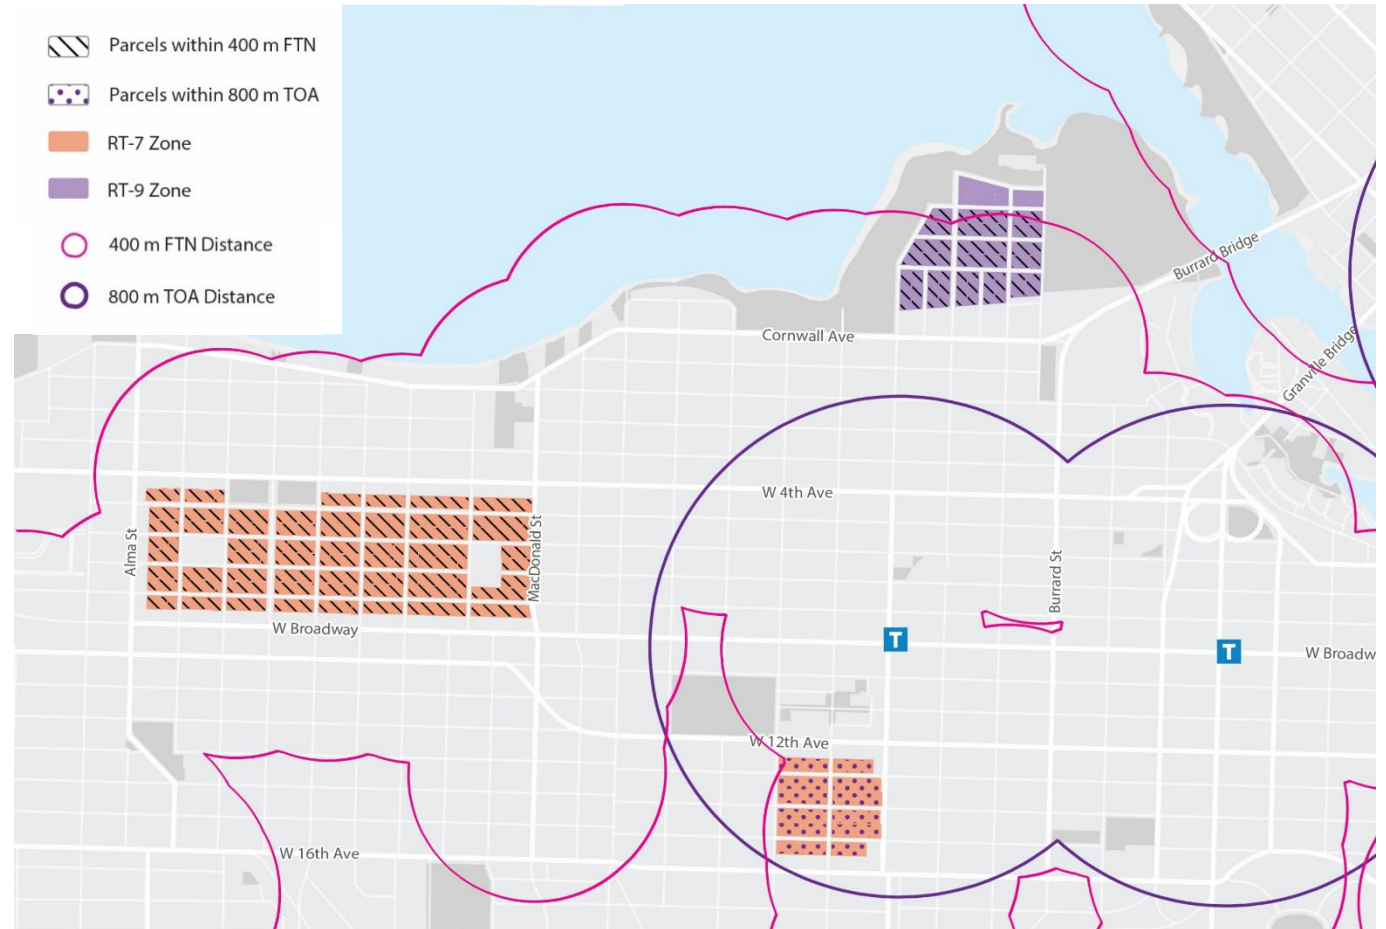 Parcels within 400 m FTN
Parcels within 800 m TOA
RT-7 Zone
RT-9 Zone
400 m FTN Distance
800 m TOA Distance
Burrard Bridge
Granville Bridge
Cornwall Ave
W 4th Ave
Alma St
MacDonald St
Burrard St
W Broadway
T
T
W Broadw
W 12th Ave
W 16th Ave